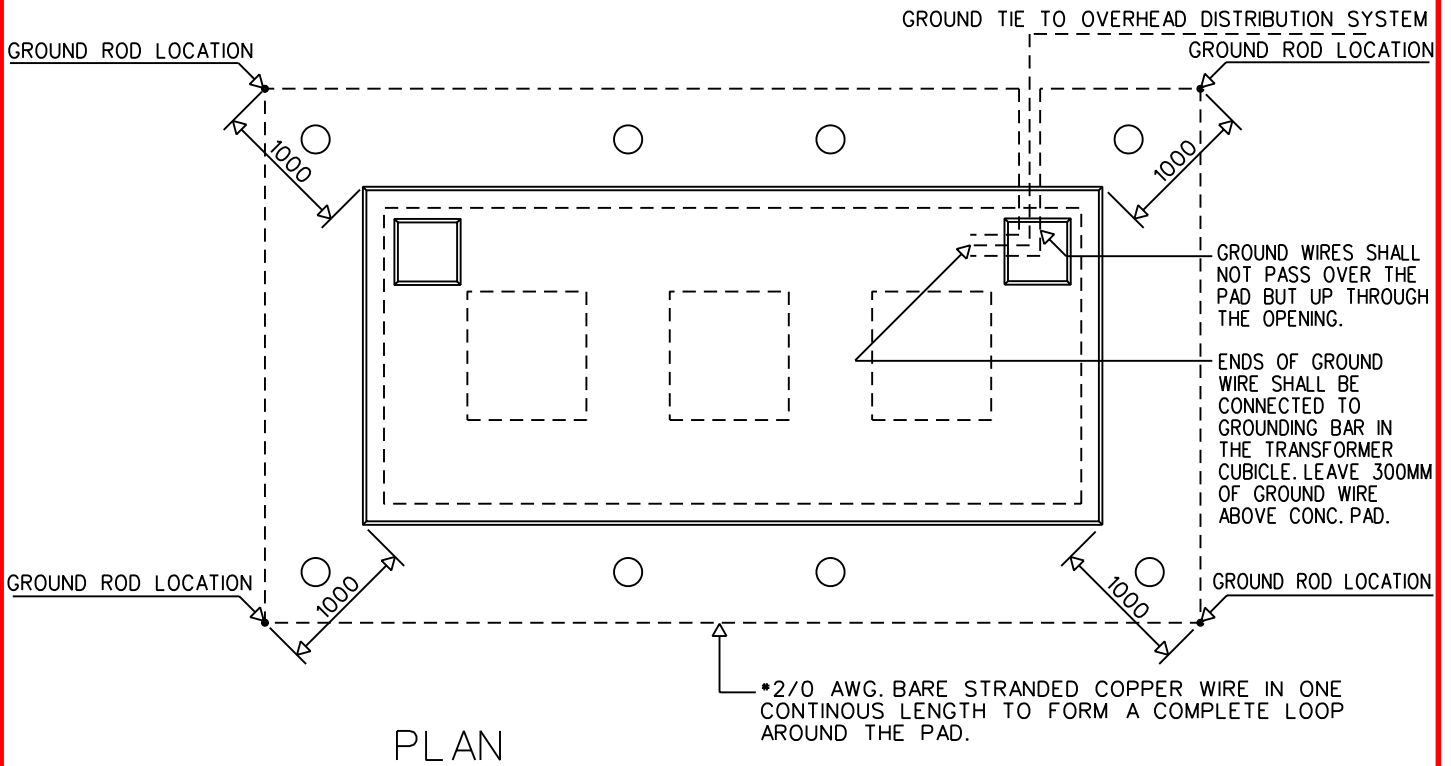 GROUND TIE TO OVERHEAD DISTRIBUTION SYSTEM
GROUND ROD LOCATION
GROUND ROD LOCATION
1000
1000
GROUND WIRES SHALL
NOT PASS OVER THE
PAD BUT UP THROUGH
THE OPENING.
ENDS OF GROUND
WIRE SHALL BE
CONNECTED TO
GROUNDING BAR IN
THE TRANSFORMER
CUBICLE. LEAVE 300MM
OF GROUND WIRE
ABOVE CONC. PAD.
GROUND ROD LOCATION
GROUND ROD LOCATION
1000
1000
#2/0 AWG. BARE STRANDED COPPER WIRE IN ONE
CONTINOUS LENGTH TO FORM A COMPLETE LOOP
AROUND THE PAD.
PLAN